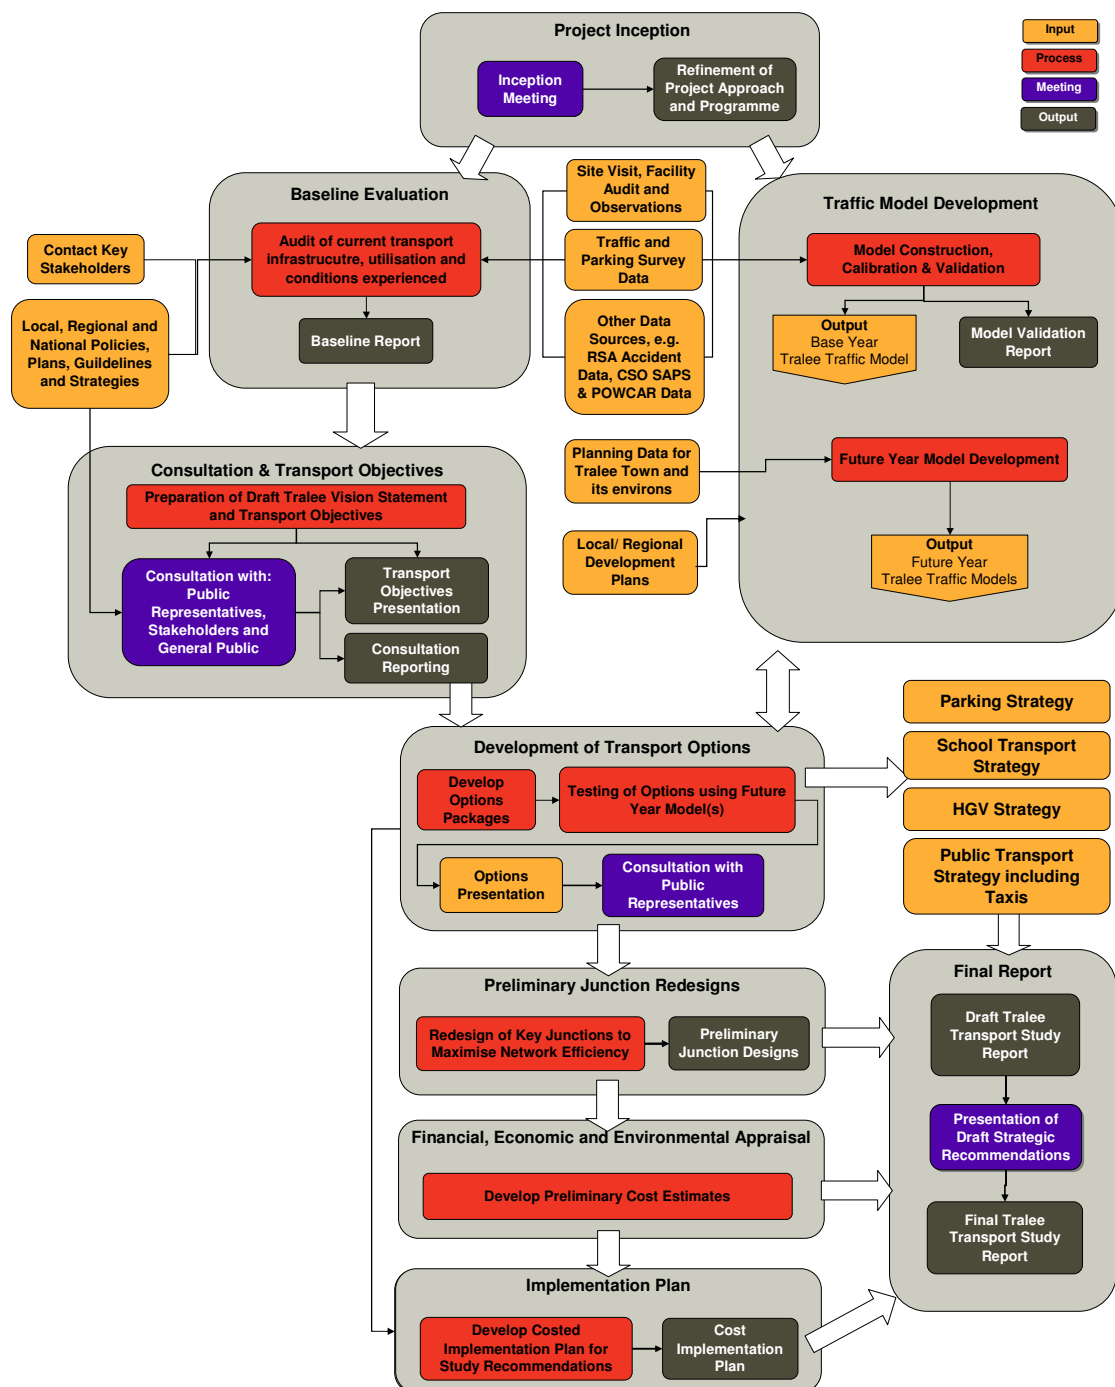 Project Inception
Inception
Meeting
Refinement of
Project Approach
and Programme
Input
Process
Meeting
Output
Baseline Evaluation
Audit of current transport
infrastrucutre, utilisation and
conditions experienced
Baseline Report
Contact Key
Stakeholders
Local, Regional and
National Policies,
Plans, Guildelines
and Strategies
Site Visit, Facility
Audit and
Observations
Traffic and
Parking Survey
Data
Other Data
Sources, e.g.
RSA Accident
Data, CSO SAPS
& POWCAR Data
Planning Data for
Tralee Town and
its environs
Local/ Regional
Development
Plans
Traffic Model Development
Model Construction,
Calibration & Validation
Output
Base Year
Tralee Traffic Model
Model Validation
Report
Future Year Model Development
Output
Future Year
Tralee Traffic Models
Consultation & Transport Objectives
Preparation of Draft Tralee Vision Statement
and Transport Objectives
Consultation with:
Public
Representatives,
Stakeholders and
General Public
Transport
Objectives
Presentation
Consultation
Reporting
Development of Transport Options
Develop
Options
Packages
Testing of Options using Future
Year Model(s)
Options
Presentation
Consultation with
Public
Representatives
Parking Strategy
School Transport
Strategy
HGV Strategy
Public Transport
Strategy including
Taxis
Preliminary Junction Redesigns
Redesign of Key Junctions to
Maximise Network Efficiency
Preliminary
Junction Designs
Financial, Economic and Environmental Appraisal
Develop Preliminary Cost Estimates
Implementation Plan
Develop Costed
Implementation Plan for
Study Recommendations
Cost
Implementation
Plan
Final Report
Draft Tralee
Transport Study
Report
Presentation of
Draft Strategic
Recommendations
Final Tralee
Transport Study
Report